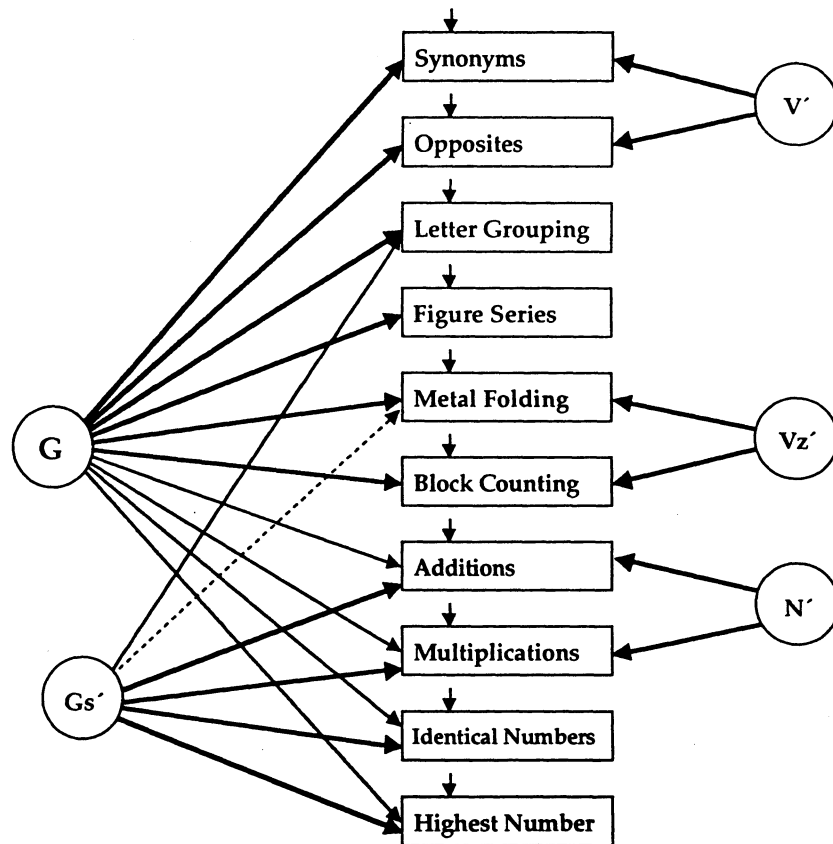 Synonyms
V´
Opposites
Letter Grouping
Figure Series
Metal Folding
G
Vz´
Block Counting
Additions
N´
Multiplications
Gs´
Identical Numbers
Highest Number